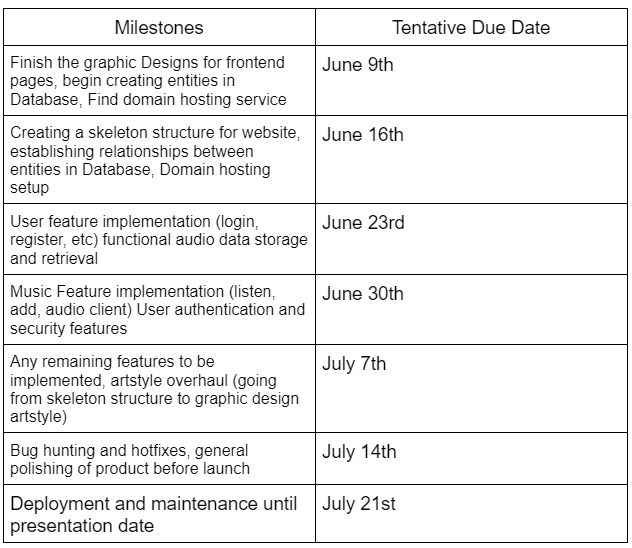 Milestones
Tentative Due Date
Finish the graphic Designs for frontend
pages, begin creating entities in
Database, Find domain hosting service
June 9th
Creating a skeleton structure for website,
establishing relationships between
entities in Database, Domain hosting
setup
June 16th
User feature implementation (login,
register, etc) functional audio data storage
and retrieval
June 23rd
Music Feature implementation (listen,
add, audio client) User authentication and
security features
June 30th
Any remaining features to be
implemented, artstyle overhaul (going
from skeleton structure to graphic design
artstyle)
July 7th
Bug hunting and hotfixes, general
polishing of product before launch
July 14th
Deployment and maintenance until
presentation date
July 21st